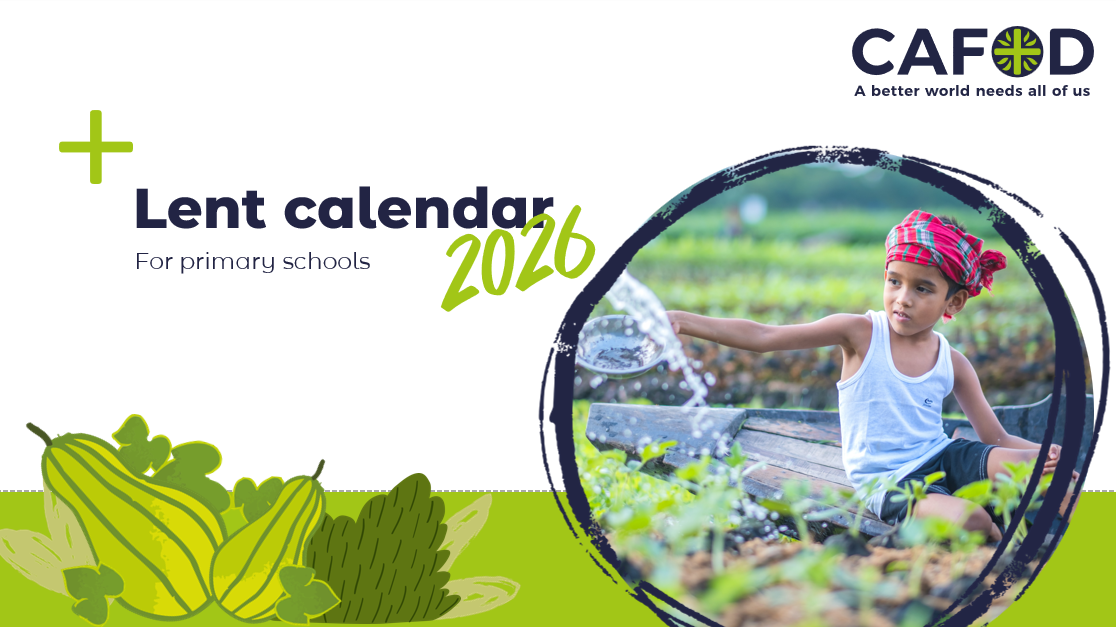 CAFOD
A better world needs all of us
Lent calendar
2026
For primary schools